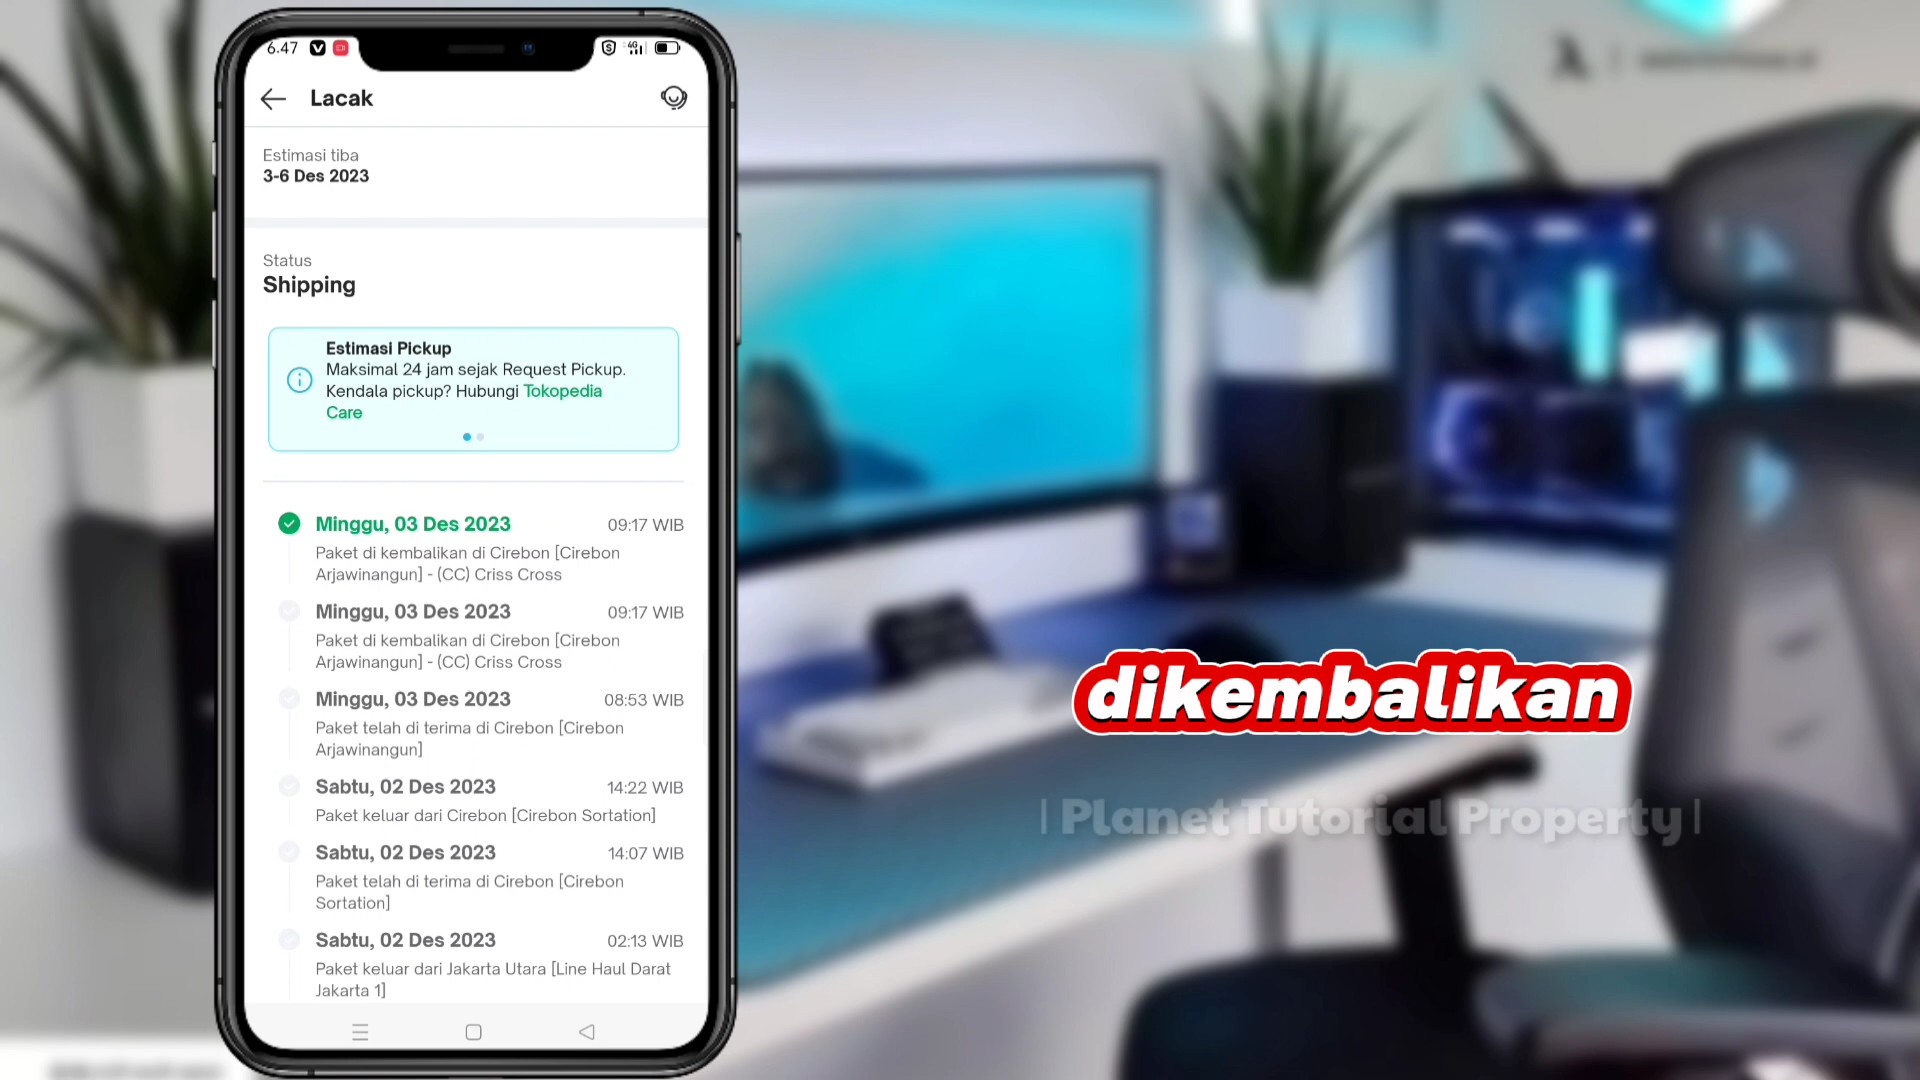 6.47
4G
Lacak
Estimasi tiba
3-6 Des 2023
Status
Shipping
Estimasi Pickup
Maksimal 24 jam sejak Request Pickup.
Kendala pickup? Hubungi Tokopedia
Care
Minggu, 03 Des 2023 09:17 WIB
Paket di kembalikan di Cirebon [Cirebon
Arjawinangun] - (CC) Criss Cross
Minggu, 03 Des 2023 09:17 WIB
Paket di kembalikan di Cirebon [Cirebon
Arjawinangun] - (CC) Criss Cross
Minggu, 03 Des 2023 08:53 WIB
Paket telah di terima di Cirebon [Cirebon
Arjawinangun]
Sabtu, 02 Des 2023 14:22 WIB
Paket keluar dari Cirebon [Cirebon Sortation]
Sabtu, 02 Des 2023 14:07 WIB
Paket telah di terima di Cirebon [Cirebon
Sortation]
Sabtu, 02 Des 2023 02:13 WIB
Paket keluar dari Jakarta Utara [Line Haul Darat
Jakarta 1]
dikembalikan
| Planet Tutorial Property |